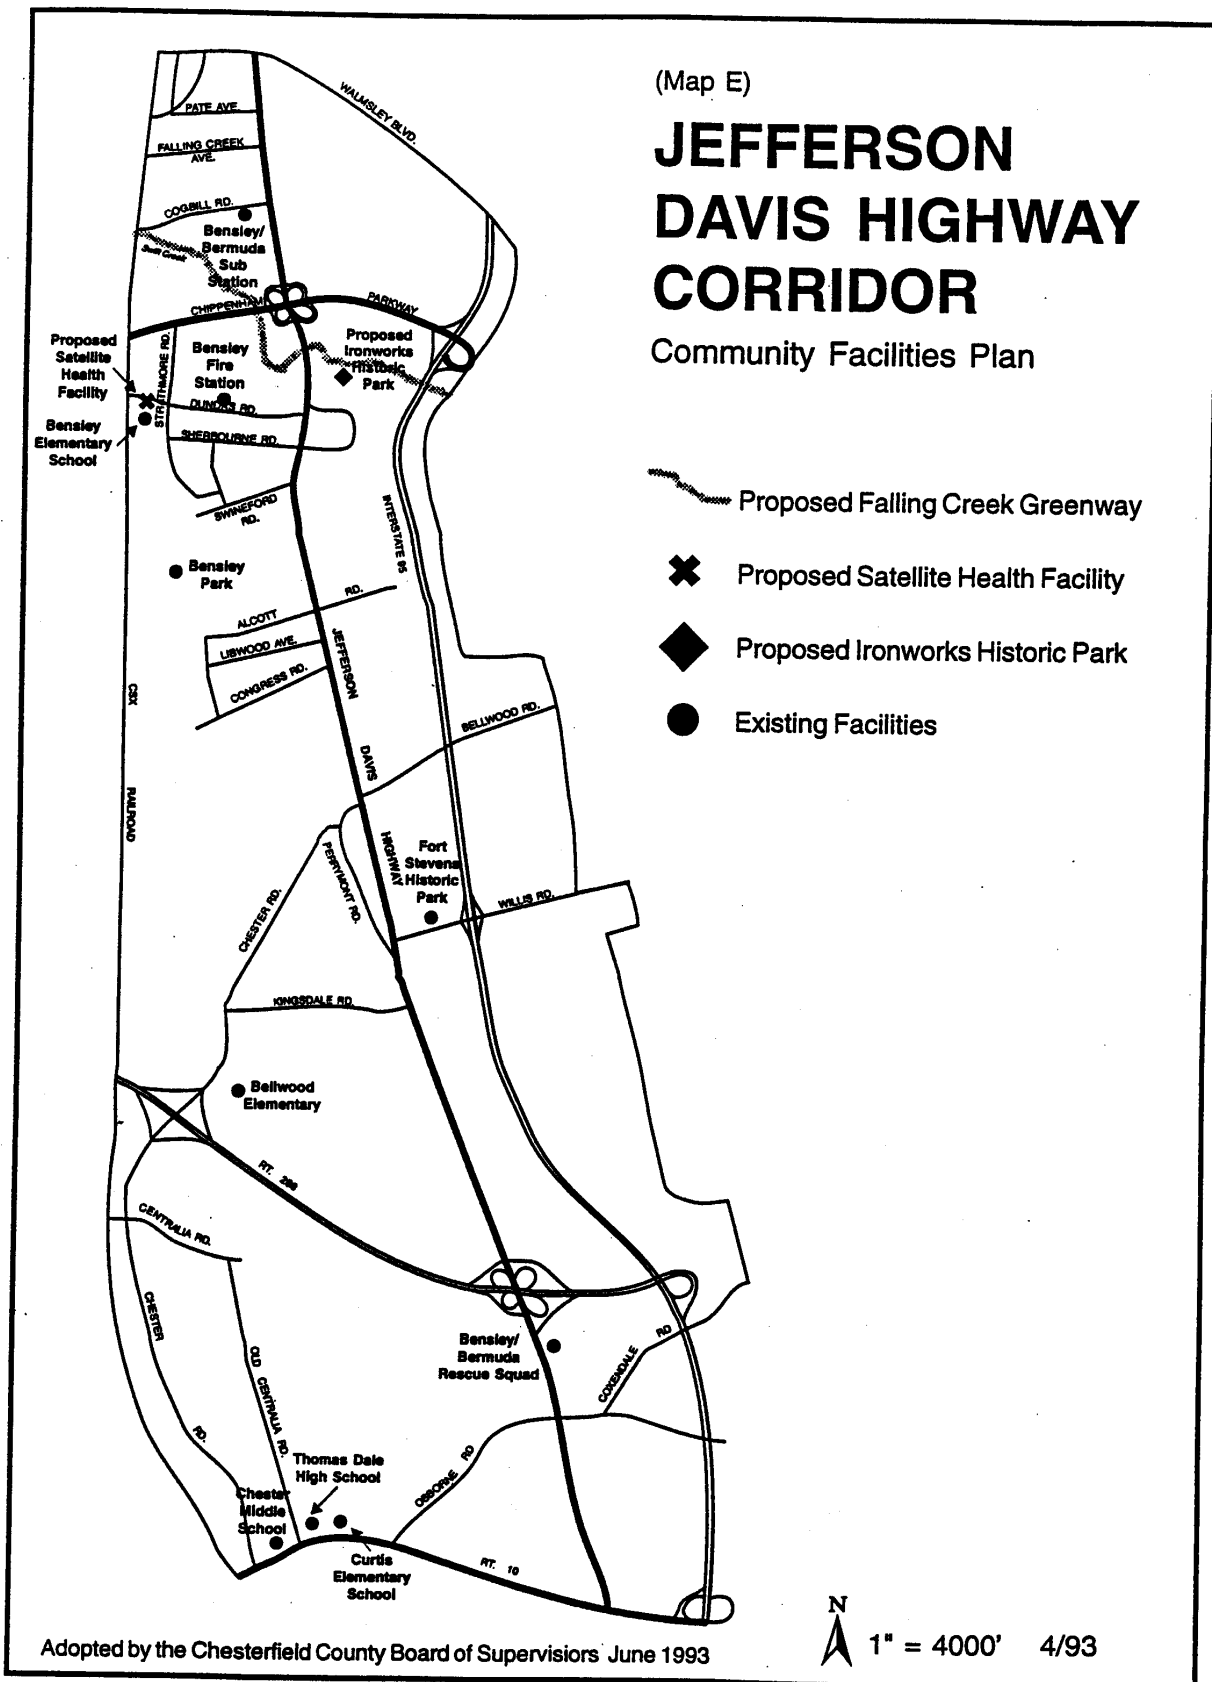 (Map E)
JEFFERSON
DAVIS HIGHWAY
CORRIDOR
Community Facilities Plan
Proposed Falling Creek Greenway
Proposed Satellite Health Facility
Proposed Ironworks Historic Park
Existing Facilities
WALMSLEY BLVD.
PATE AVE.
FALLING CREEK
AVE.
COGBILL RD.
Swift Creek
Bensley/
Bermuda
Sub
Station
CHIPPENHAM
PARKWAY
Proposed
Satellite
Health
Facility
STRATHMORE RD.
Bensley
Fire
Station
Proposed
Ironworks
Historic
Park
DUNDAS RD.
Bensley
Elementary
School
SHERBOURNE RD.
SWINEFORD
RD.
INTERSTATE 95
Bensley
Park
ALCOTT
RD.
LISWOOD AVE.
CONGRESS RD.
JEFFERSON
DAVIS
HIGHWAY
CSX
RAILROAD
BELLWOOD RD.
PERRYMONT RD.
Fort
Stevens
Historic
Park
WILLIS RD.
CHESTER RD.
KINGSDALE RD.
Bellwood
Elementary
RT. 288
CENTRALIA RD.
CHESTER
RD.
OLD CENTRALIA RD.
Bensley/
Bermuda
Rescue Squad
COXENDALE
RD
OSBORNE RD
Thomas Dale
High School
Chester
Middle
School
Curtis
Elementary
School
RT. 10
N
1" = 4000' 4/93
Adopted by the Chesterfield County Board of Supervisiors June 1993